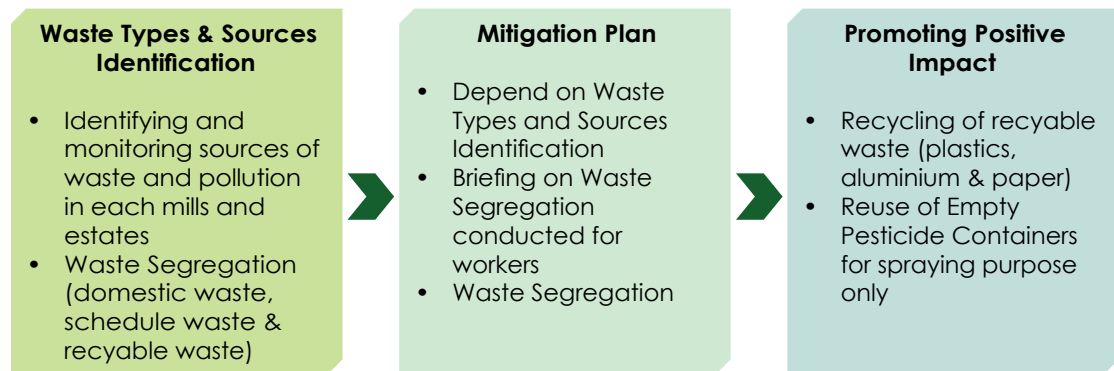 Waste Types & Sources
Identification
• Identifying and
monitoring sources of
waste and pollution
in each mills and
estates
• Waste Segregation
(domestic waste,
schedule waste &
recyable waste)
Mitigation Plan
• Depend on Waste
Types and Sources
Identification
• Briefing on Waste
Segregation
conducted for
workers
• Waste Segregation
Promoting Positive
Impact
• Recycling of recyable
waste (plastics,
aluminium & paper)
• Reuse of Empty
Pesticide Containers
for spraying purpose
only